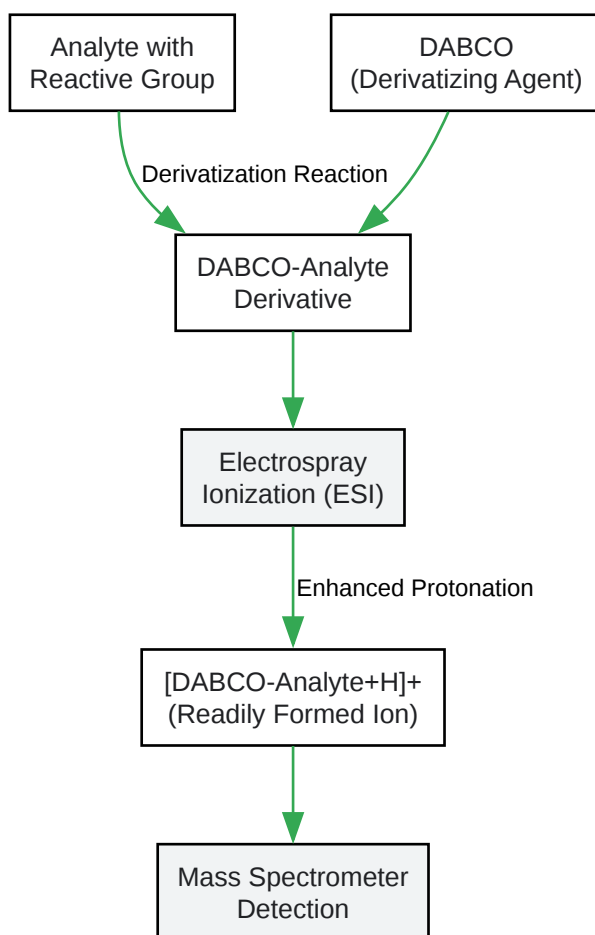 Analyte with
Reactive Group
DABCO
(Derivatizing Agent)
Derivatization Reaction
DABCO-Analyte
Derivative
Electrospray
Ionization (ESI)
Enhanced Protonation
[DABCO-Analyte+H]+
(Readily Formed Ion)
Mass Spectrometer
Detection